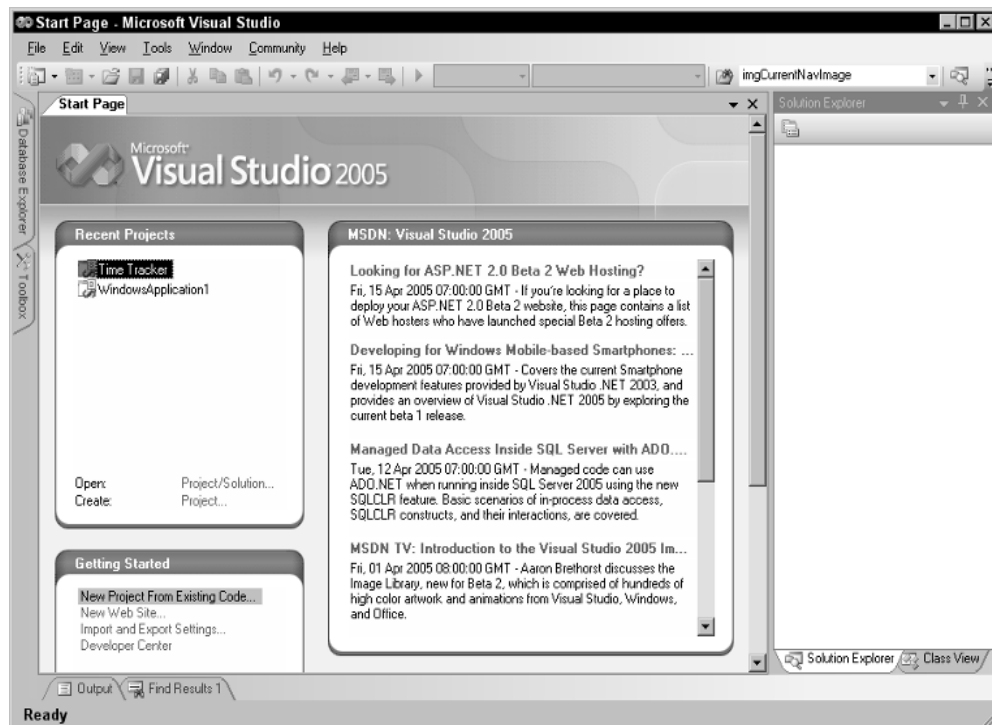 Start Page - Microsoft Visual Studio
File Edit View Tools Window Community Help
imgCurrentNavImage
Database Explorer
Toolbox
Start Page
Microsoft
Visual Studio 2005
Recent Projects
Time Tracker
WindowsApplication1
Open: Project/Solution...
Create: Project...
Getting Started
New Project From Existing Code...
New Web Site...
Import and Export Settings...
Developer Center
MSDN: Visual Studio 2005
Looking for ASP.NET 2.0 Beta 2 Web Hosting?
Fri, 15 Apr 2005 07:00:00 GMT - If you're looking for a place to
deploy your ASP.NET 2.0 Beta 2 website, this page contains a list
of Web hosters who have launched special Beta 2 hosting offers.
Developing for Windows Mobile-based Smartphones: ...
Fri, 15 Apr 2005 07:00:00 GMT - Covers the current Smartphone
development features provided by Visual Studio .NET 2003, and
provides an overview of Visual Studio .NET 2005 by exploring the
current beta 1 release.
Managed Data Access Inside SQL Server with ADO....
Tue, 12 Apr 2005 07:00:00 GMT - Managed code can use
ADO.NET when running inside SQL Server 2005 using the new
SQLCLR feature. Basic scenarios of in-process data access,
SQLCLR constructs, and their interactions, are covered.
MSDN TV: Introduction to the Visual Studio 2005 Im...
Fri, 01 Apr 2005 08:00:00 GMT - Aaron Brethorst discusses the
Image Library, new for Beta 2, which is comprised of hundreds of
high color artwork and animations from Visual Studio, Windows,
and Office.
Solution Explorer
Solution Explorer Class View
Output Find Results 1
Ready